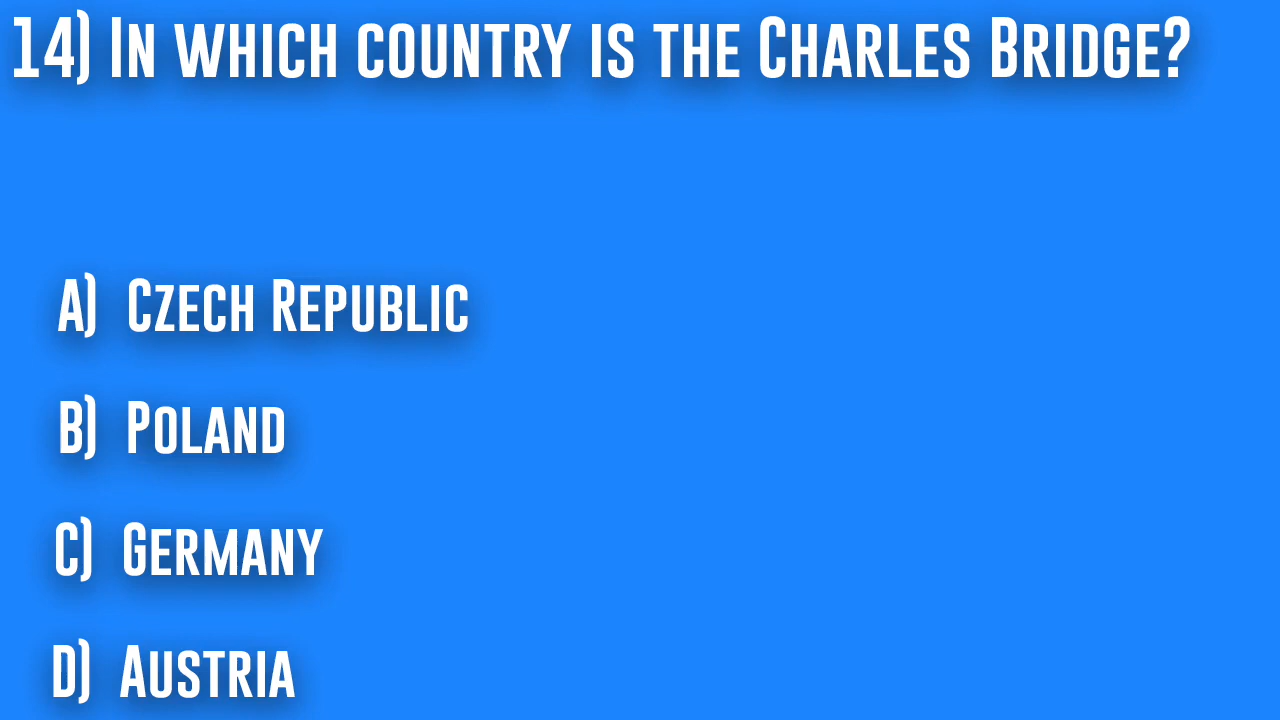 14) In which country is the Charles Bridge?
A) Czech Republic
B) Poland
C) Germany
D) Austria